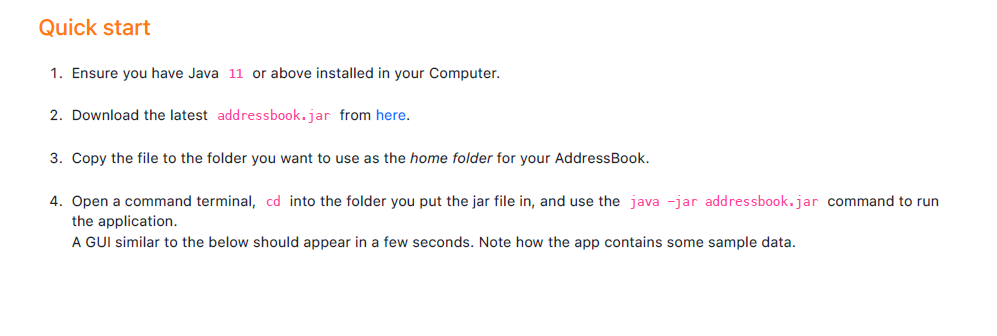 Quick start
1. Ensure you have Java 11 or above installed in your Computer.
2. Download the latest addressbook.jar from here.
3. Copy the file to the folder you want to use as the home folder for your AddressBook.
4. Open a command terminal, cd into the folder you put the jar file in, and use the java -jar addressbook.jar command to run
the application.
A GUI similar to the below should appear in a few seconds. Note how the app contains some sample data.